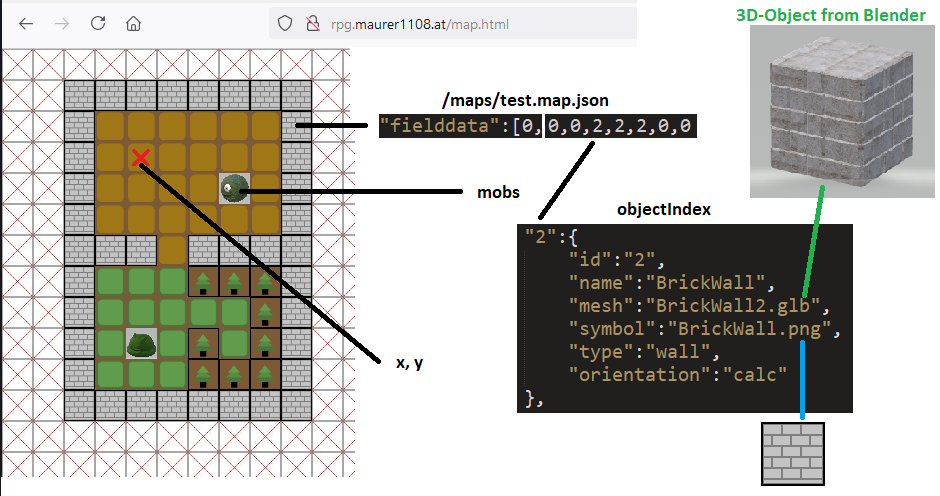 3D-Object from Blender
rpg.maurer1108.at/map.html
/maps/test.map.json
"fielddata":[0,0,0,2,2,2,0,0
mobs
objectIndex
"2":{
"id":"2",
"name":"BrickWall",
"mesh":"BrickWall2.glb",
"symbol":"BrickWall.png",
"type":"wall",
"orientation":"calc"
},
x, y